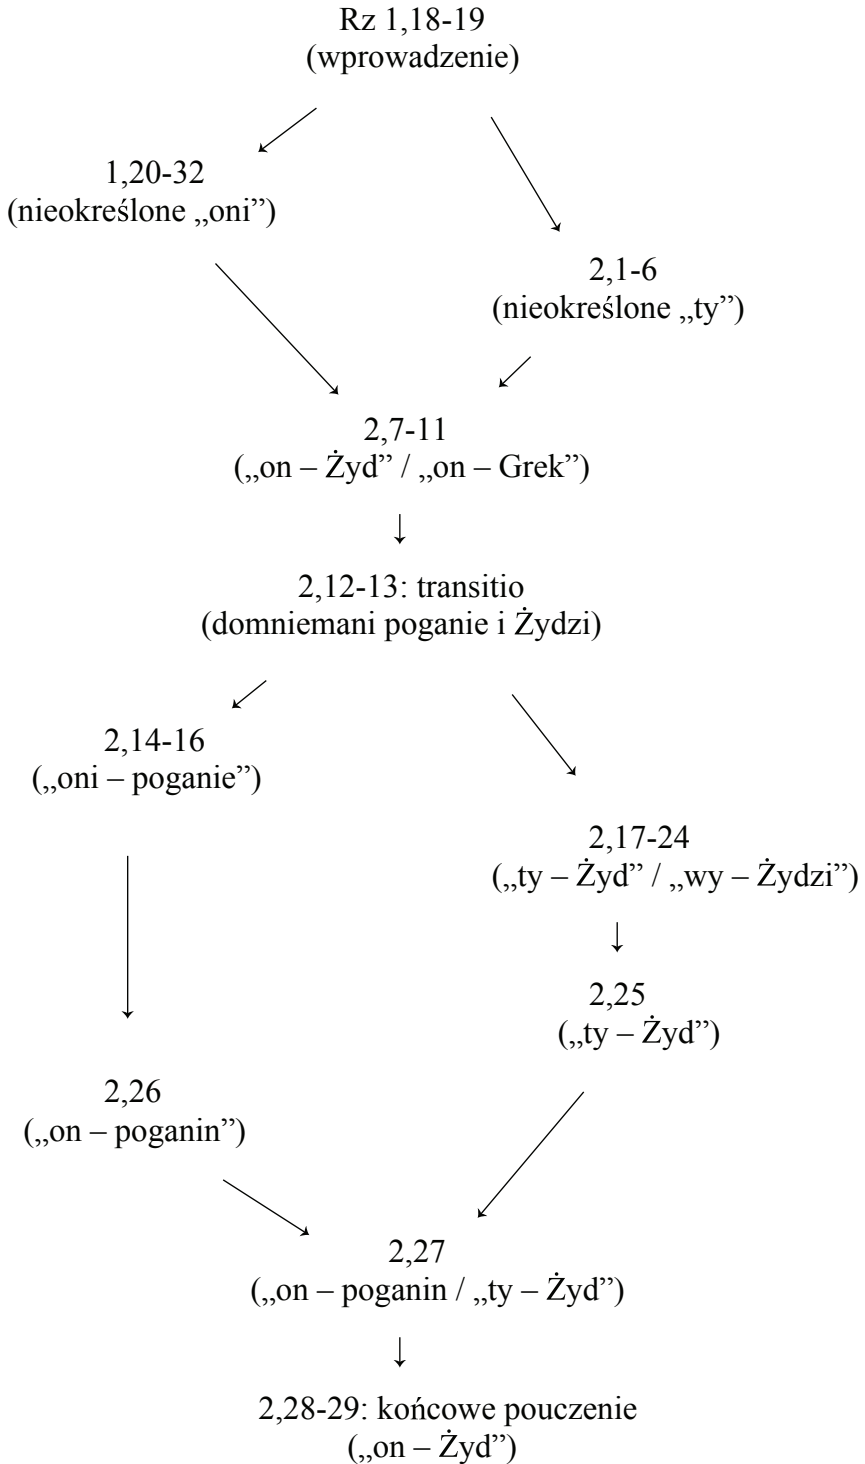 Rz 1,18-19
(wprowadzenie)
1,20-32
(nieokreślone „oni”)
2,1-6
(nieokreślone „ty”)
2,7-11
(„on – Żyd” / „on – Grek”)
2,12-13: transitio
(domniemani poganie i Żydzi)
2,14-16
(„oni – poganie”)
2,17-24
(„ty – Żyd” / „wy – Żydzi”)
2,25
(„ty – Żyd”)
2,26
(„on – poganin”)
2,27
(„on – poganin / „ty – Żyd”)
2,28-29: końcowe pouczenie
(„on – Żyd”)